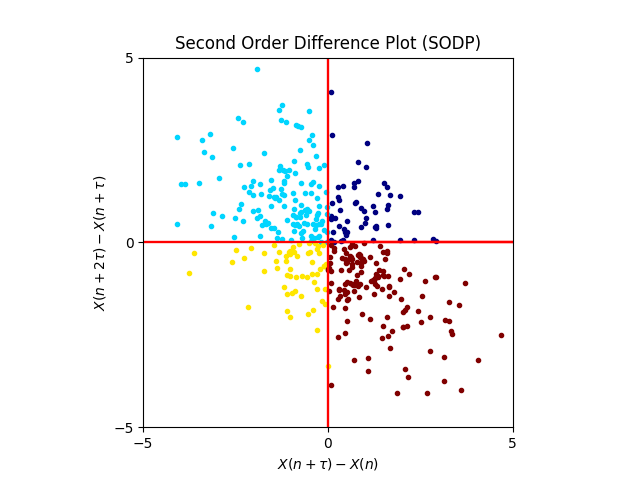 Second Order Difference Plot (SODP)
5
0
−5
X(n + 2τ) − X(n + τ)
−5 0 5
X(n + τ) − X(n)